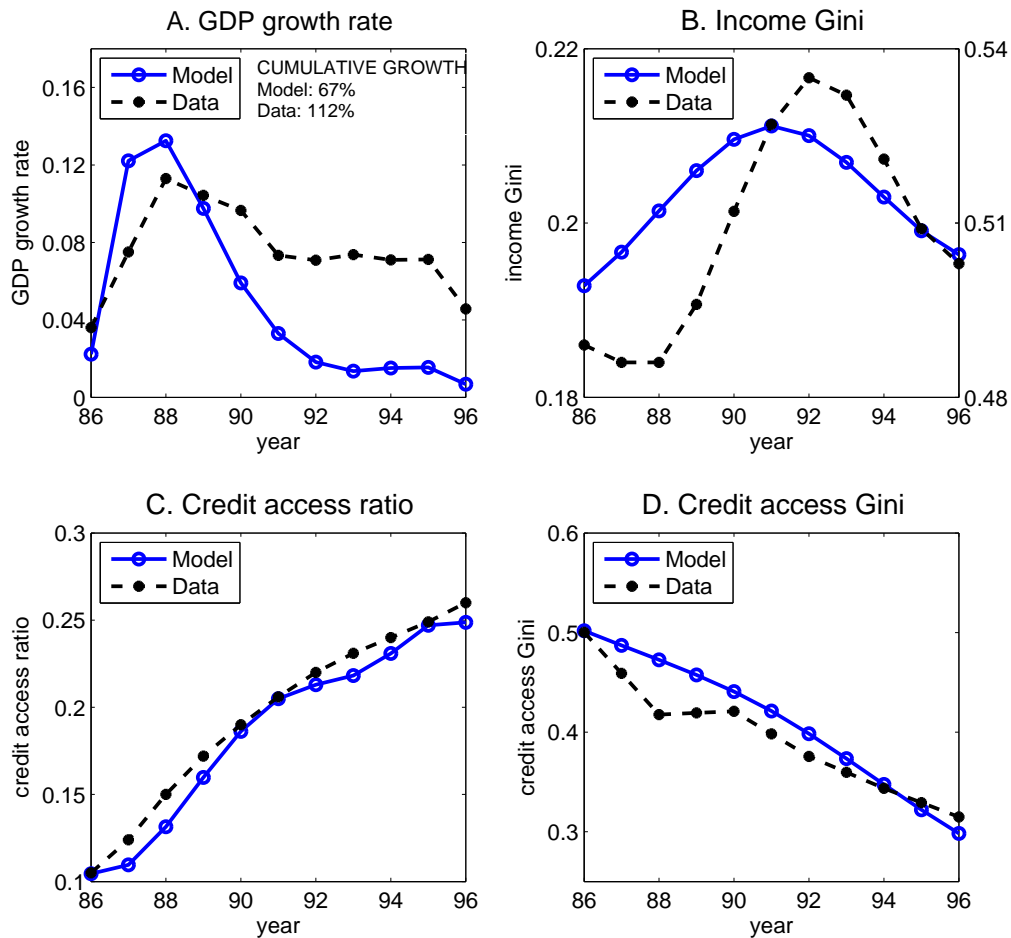 A. GDP growth rate
Model
Data
CUMULATIVE GROWTH
Model: 67%
Data: 112%
GDP growth rate
0.16
0.12
0.08
0.04
0
86 88 90 92 94 96
year
B. Income Gini
Model
Data
income Gini
0.22
0.2
0.18
0.54
0.51
0.48
86 88 90 92 94 96
year
C. Credit access ratio
Model
Data
credit access ratio
0.3
0.25
0.2
0.15
0.1
86 88 90 92 94 96
year
D. Credit access Gini
Model
Data
credit access Gini
0.6
0.5
0.4
0.3
86 88 90 92 94 96
year